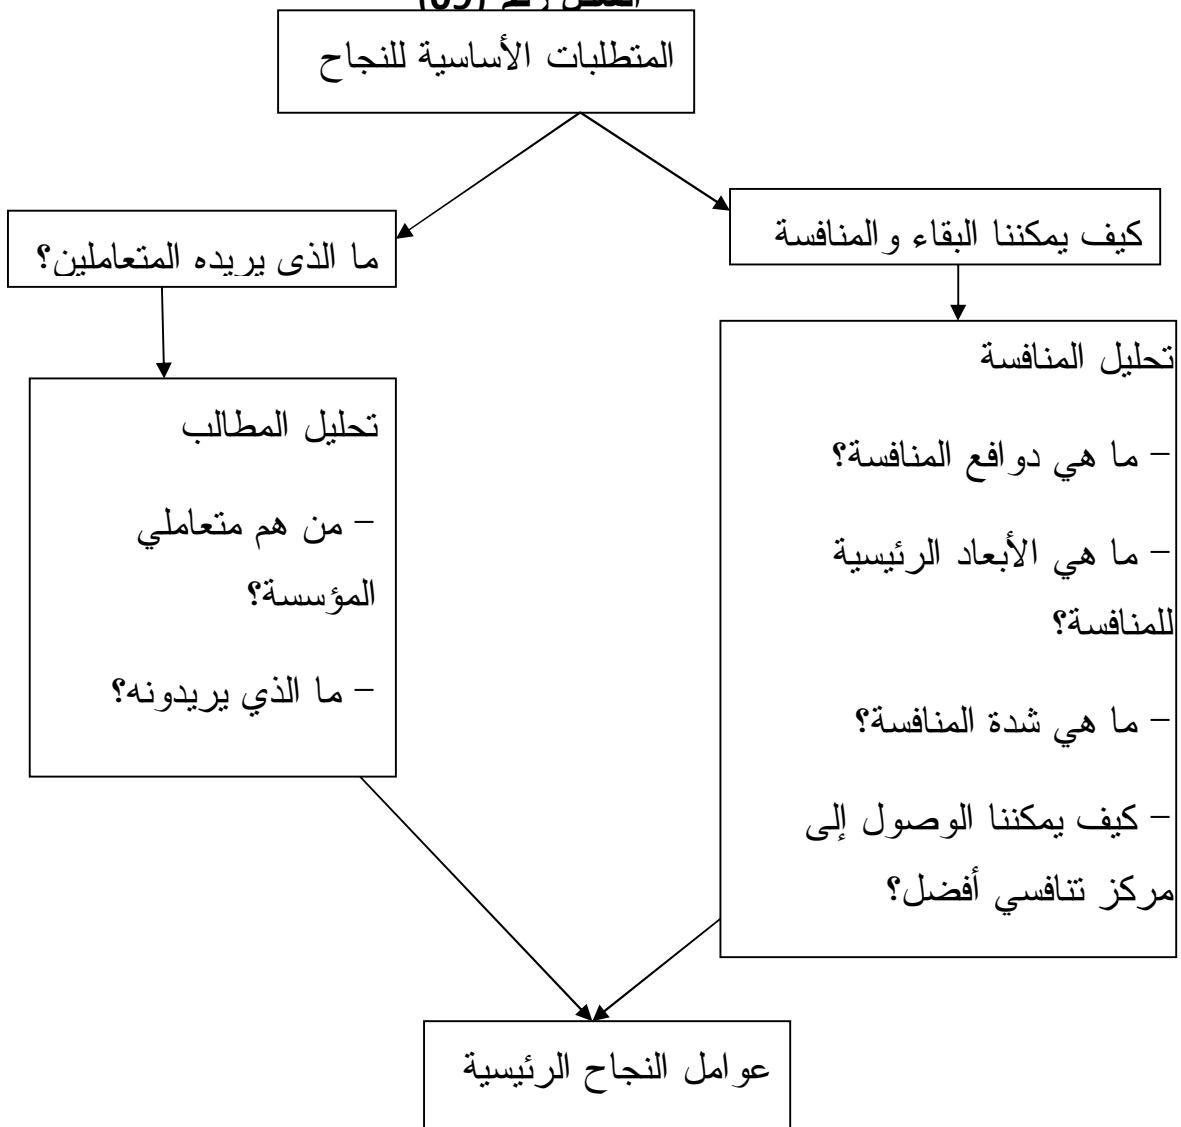 المتطلبات الأساسية للنجاح
كيف يمكننا البقاء والمنافسة
ما الذى يريده المتعاملين؟
تحليل المنافسة
– ما هي دوافع المنافسة؟
– ما هي الأبعاد الرئيسية
للمنافسة؟
– ما هي شدة المنافسة؟
– كيف يمكننا الوصول إلى
مركز تنافسي أفضل؟
تحليل المطالب
– من هم متعاملي
المؤسسة؟
– ما الذي يريدونه؟
عوامل النجاح الرئيسية